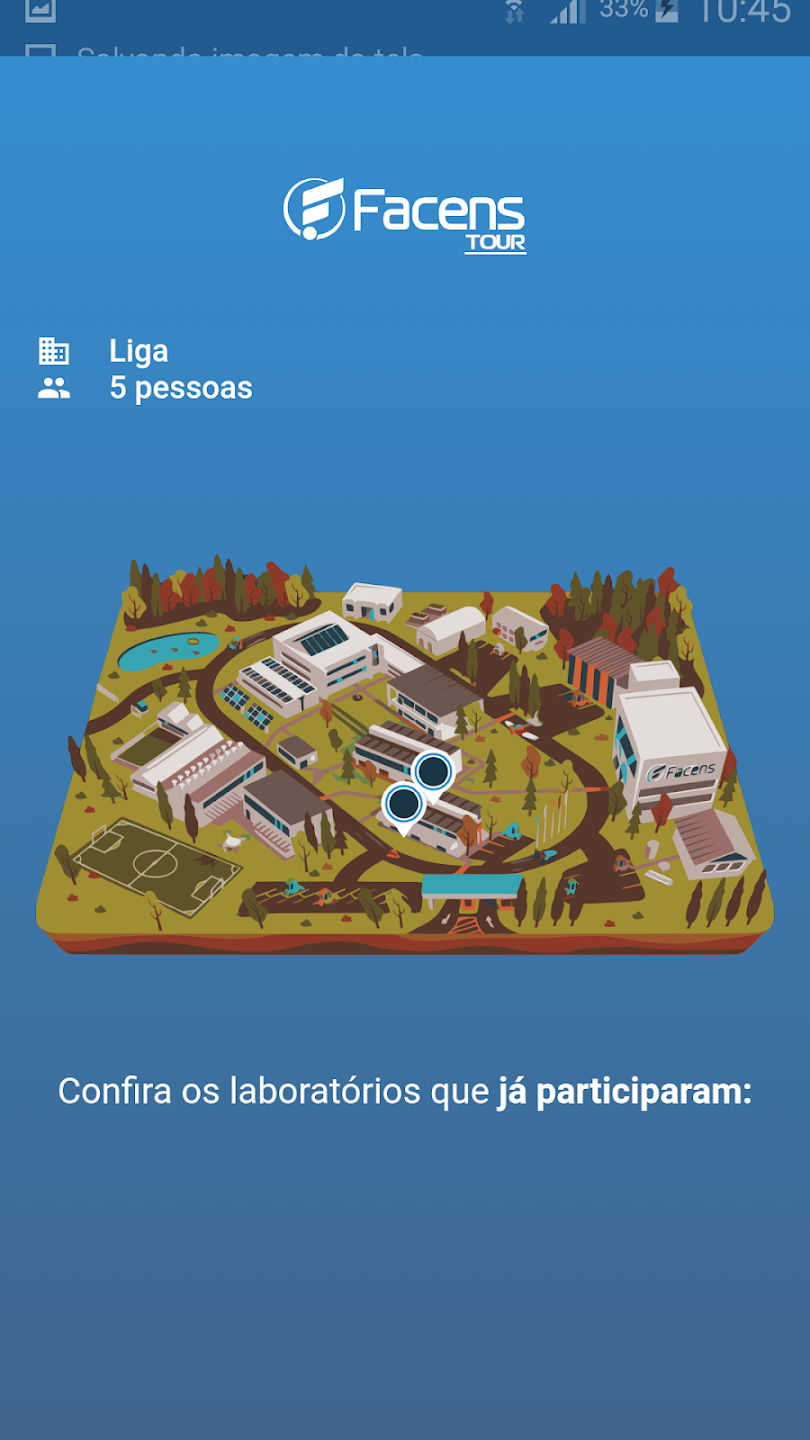 33% 10:45
Salvando imagem da tela...
Facens
TOUR
Liga
5 pessoas
Facens
Confira os laboratórios que já participaram: